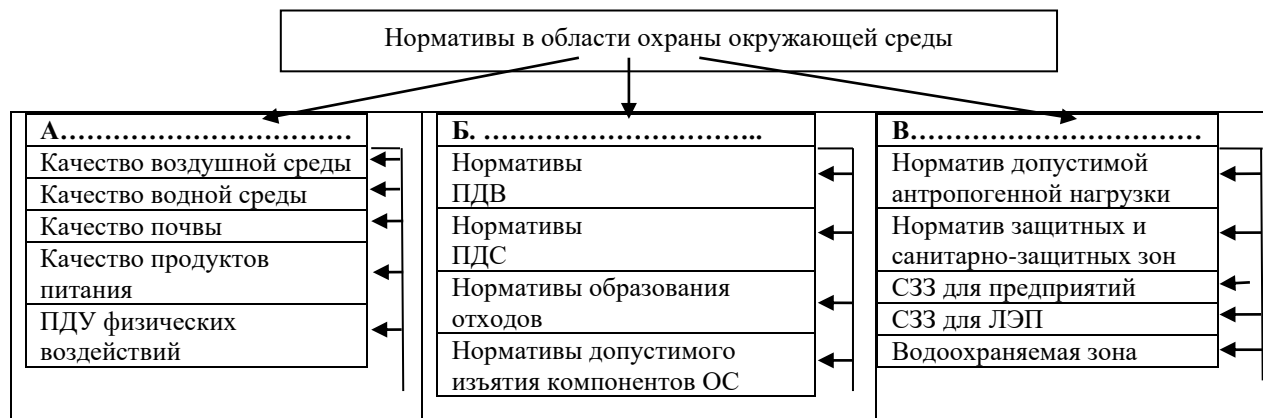 Нормативы в области охраны окружающей среды
А……………………………
Качество воздушной среды
Качество водной среды
Качество почвы
Качество продуктов
питания
ПДУ физических
воздействий
Б. ………………………..
Нормативы
ПДВ
Нормативы
ПДС
Нормативы образования
отходов
Нормативы допустимого
изъятия компонентов ОС
В……………………………
Норматив допустимой
антропогенной нагрузки
Норматив защитных и
санитарно-защитных зон
СЗЗ для предприятий
СЗЗ для ЛЭП
Водоохраняемая зона